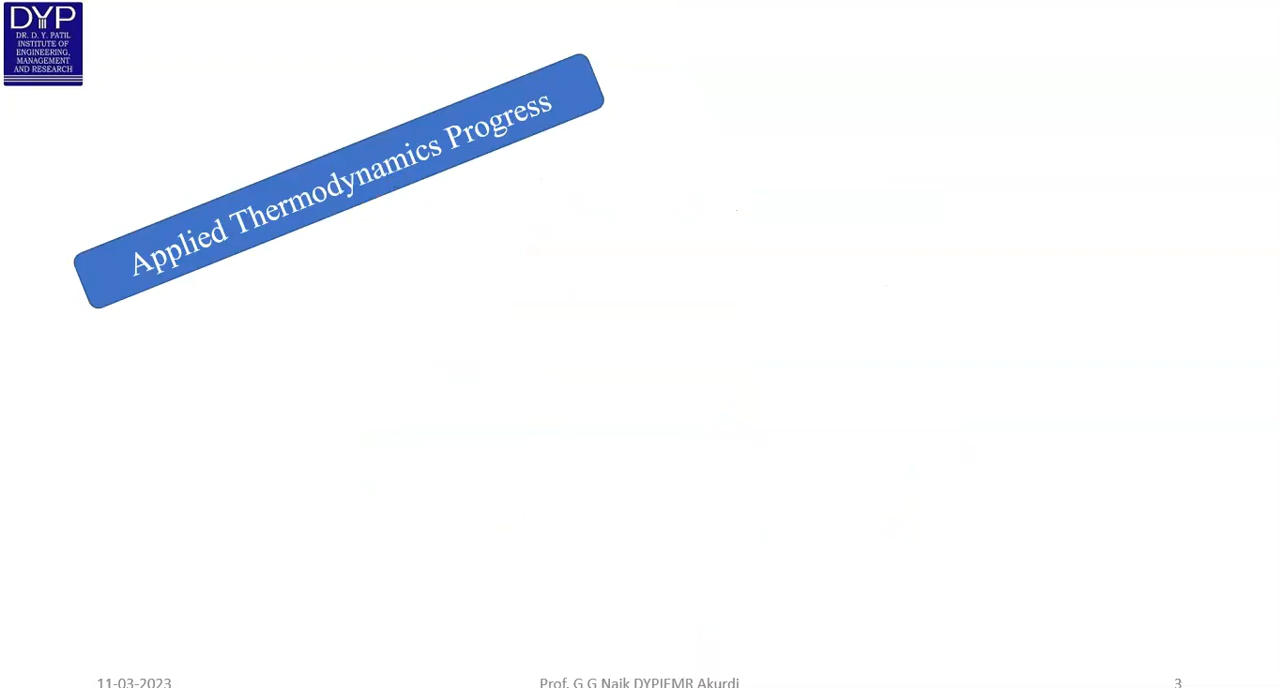 DYP
DR. D. Y. PATIL
INSTITUTE OF
ENGINEERING,
MANAGEMENT
AND RESEARCH
Applied Thermodynamics Progress
11-03-2023
Prof. G G Naik DYPIEMR Akurdi
3